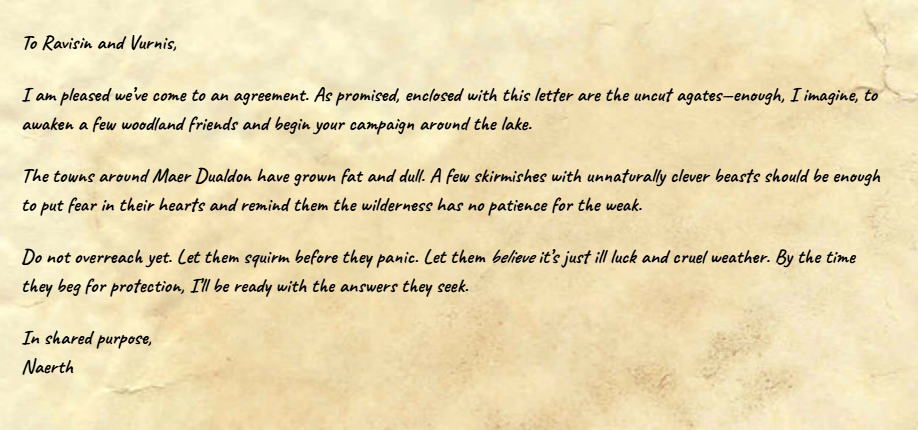 To Ravisin and Vurnis,
I am pleased we've come to an agreement. As promised, enclosed with this letter are the uncut agates—enough, I imagine, to
awaken a few woodland friends and begin your campaign around the lake.
The towns around Maer Dualdon have grown fat and dull. A few skirmishes with unnaturally clever beasts should be enough
to put fear in their hearts and remind them the wilderness has no patience for the weak.
Do not overreach yet. Let them squirm before they panic. Let them believe it's just ill luck and cruel weather. By the time
they beg for protection, I'll be ready with the answers they seek.
In shared purpose,
Naerth